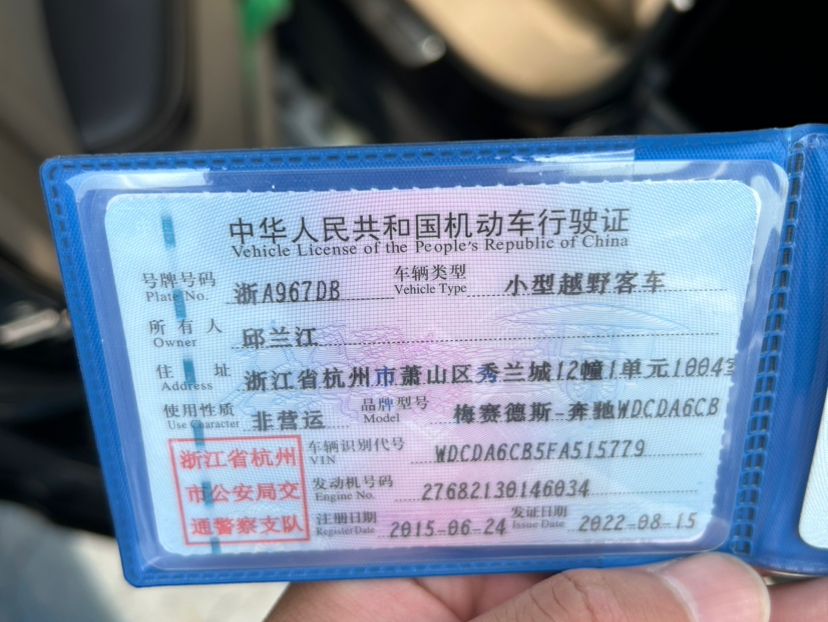 中华人民共和国机动车行驶证
Vehicle License of the People's Republic of China
号牌号码 浙A967DB 车辆类型 小型越野客车
Plate No. Vehicle Type
所有人 邱兰江
Owner
住址 浙江省杭州市萧山区秀兰城12幢1单元1004室
Address
使用性质 非营运 品牌型号 梅赛德斯-奔驰WDCDA6CB
Use Character Model
浙江省杭州
市公安局交
通警察支队
车辆识别代号 WDCDA6CB5FA515779
VIN
发动机号码 27682130146034
Engine No.
注册日期 2015-06-24 发证日期 2022-08-15
Register Date Issue Date